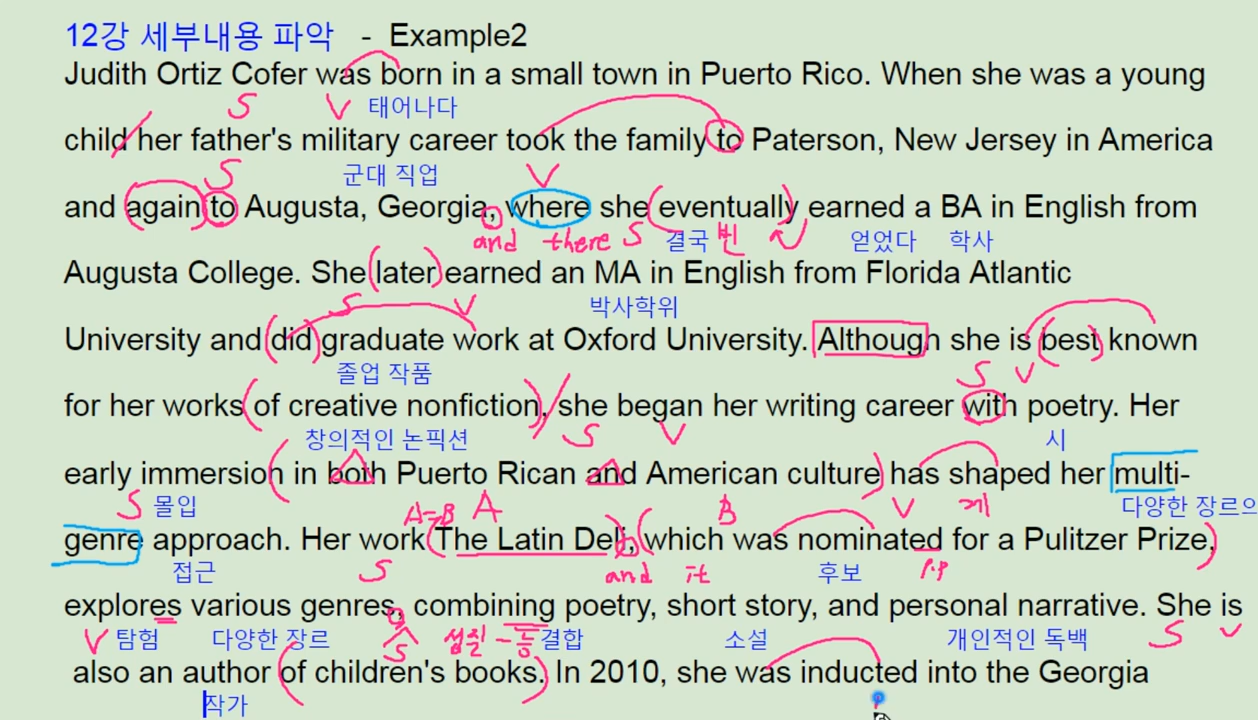 12강 세부내용 파악 - Example2
Judith Ortiz Cofer was born in a small town in Puerto Rico. When she was a young
S V 태어나다
child her father's military career took the family to Paterson, New Jersey in America
S 군대 직업 V
and again to Augusta, Georgia, where she eventually earned a BA in English from
and there S 결국 빈 얻었다 학사
Augusta College. She later earned an MA in English from Florida Atlantic
S V 박사학위
University and did graduate work at Oxford University. Although she is best known
졸업 작품 S V
for her works of creative nonfiction, she began her writing career with poetry. Her
창의적인 논픽션 S V 시
early immersion in both Puerto Rican and American culture has shaped her multi-
S 몰입 A=B A B V 다양한 장르으
genre approach. Her work The Latin Deli, which was nominated for a Pulitzer Prize,
접근 S and it 후보 P.P
explores various genres, combining poetry, short story, and personal narrative. She is
V 탐험 다양한 장르 S 결합 소설 개인적인 독백 S V
also an author of children's books. In 2010, she was inducted into the Georgia
작가